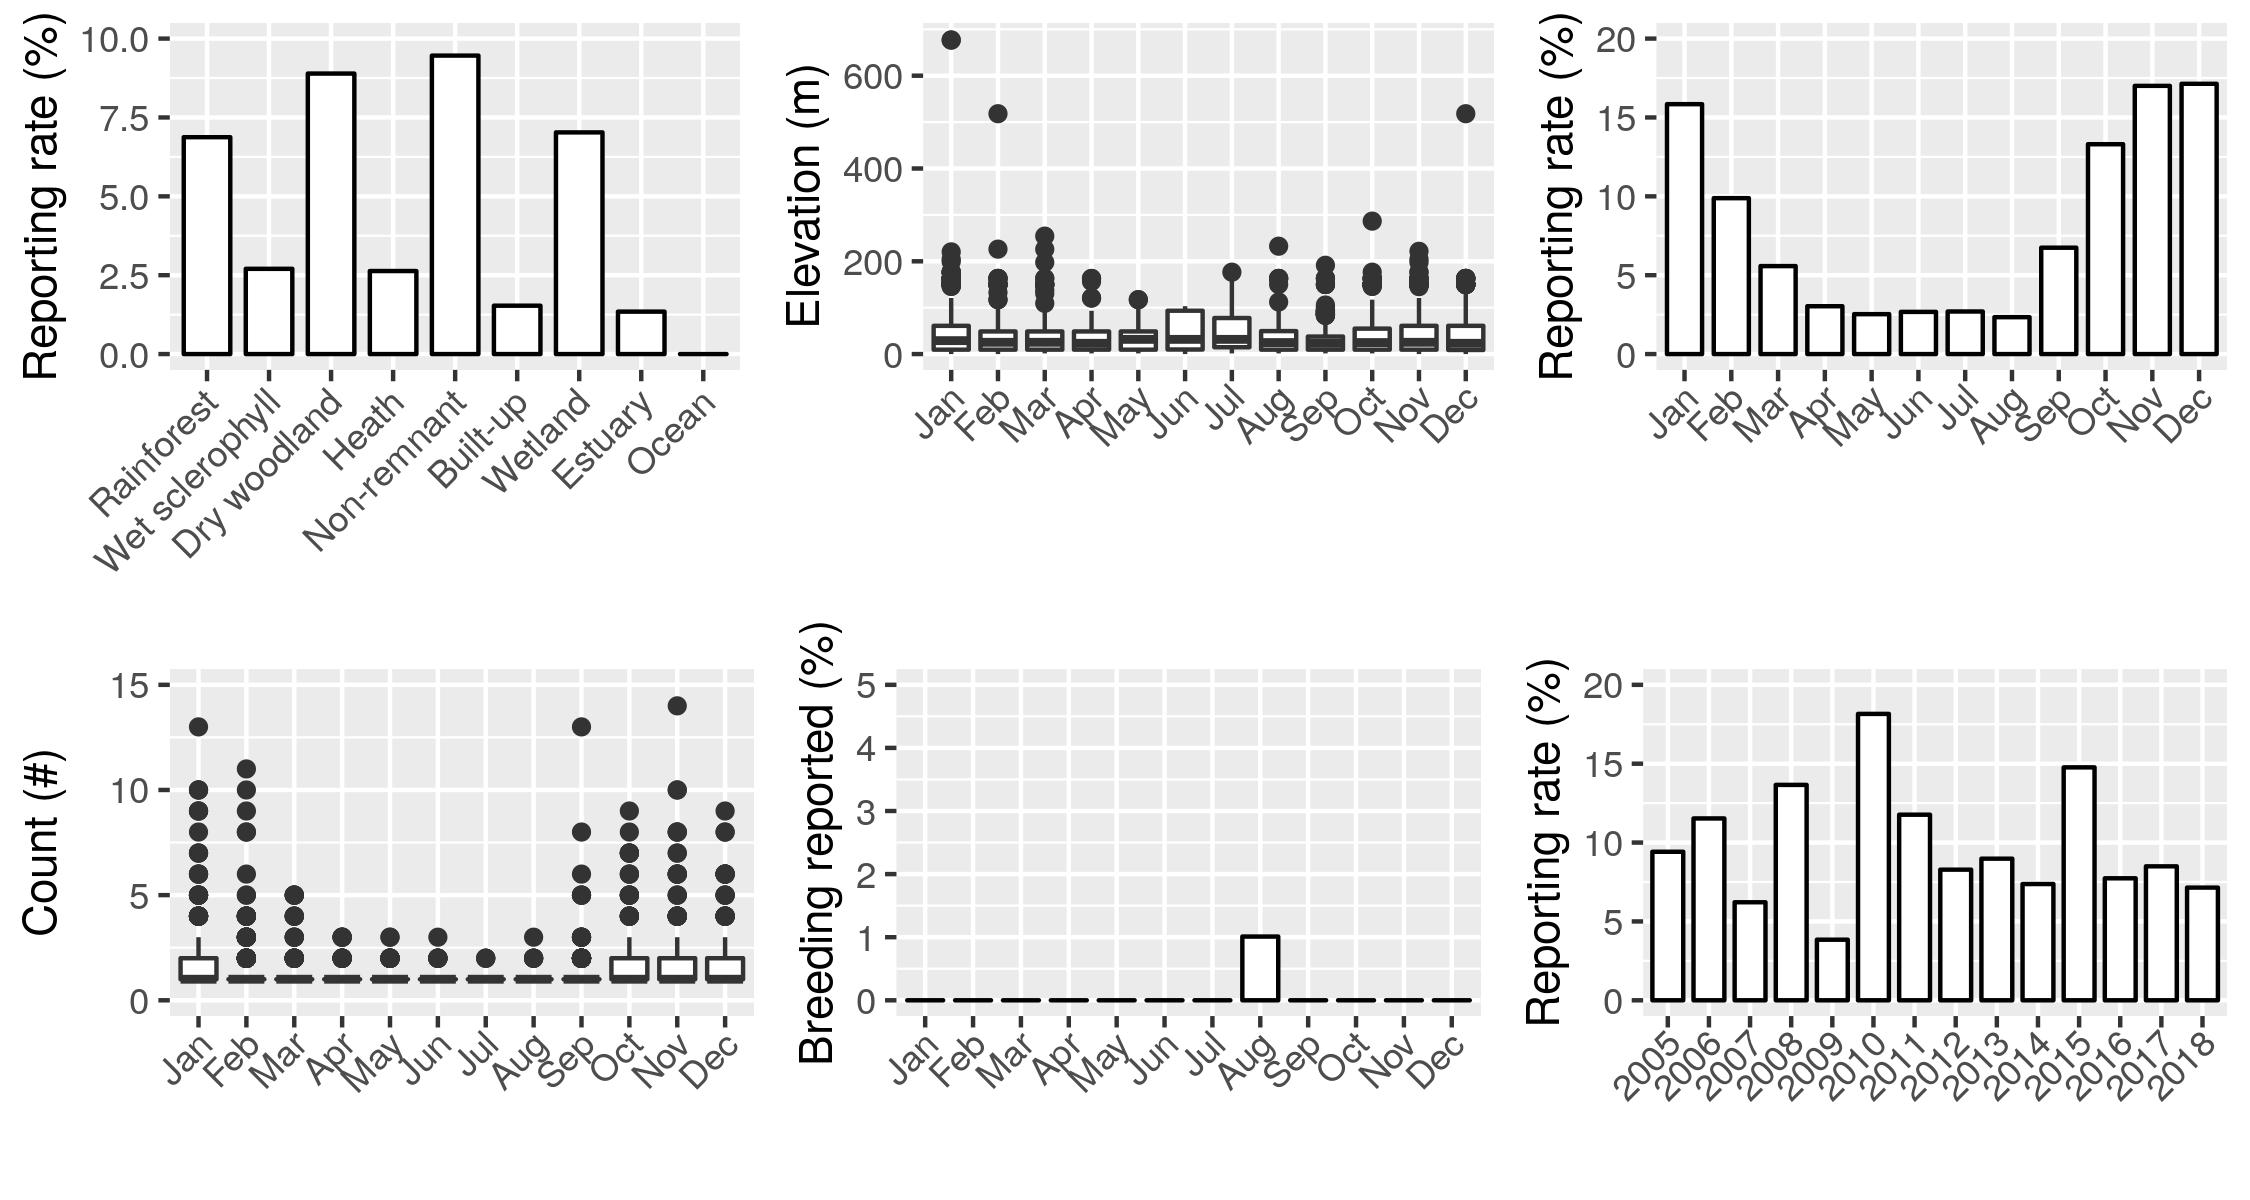 Reporting rate (%)
10.0
7.5
5.0
2.5
0.0
Rainforest
Wet sclerophyll
Dry woodland
Heath
Non-remnant
Built-up
Wetland
Estuary
Ocean
Elevation (m)
600
400
200
0
Jan
Feb
Mar
Apr
May
Jun
Jul
Aug
Sep
Oct
Nov
Dec
Reporting rate (%)
20
15
10
5
0
Jan
Feb
Mar
Apr
May
Jun
Jul
Aug
Sep
Oct
Nov
Dec
Count (#)
15
10
5
0
Jan
Feb
Mar
Apr
May
Jun
Jul
Aug
Sep
Oct
Nov
Dec
Breeding reported (%)
5
4
3
2
1
0
Jan
Feb
Mar
Apr
May
Jun
Jul
Aug
Sep
Oct
Nov
Dec
Reporting rate (%)
20
15
10
5
0
2005
2006
2007
2008
2009
2010
2011
2012
2013
2014
2015
2016
2017
2018